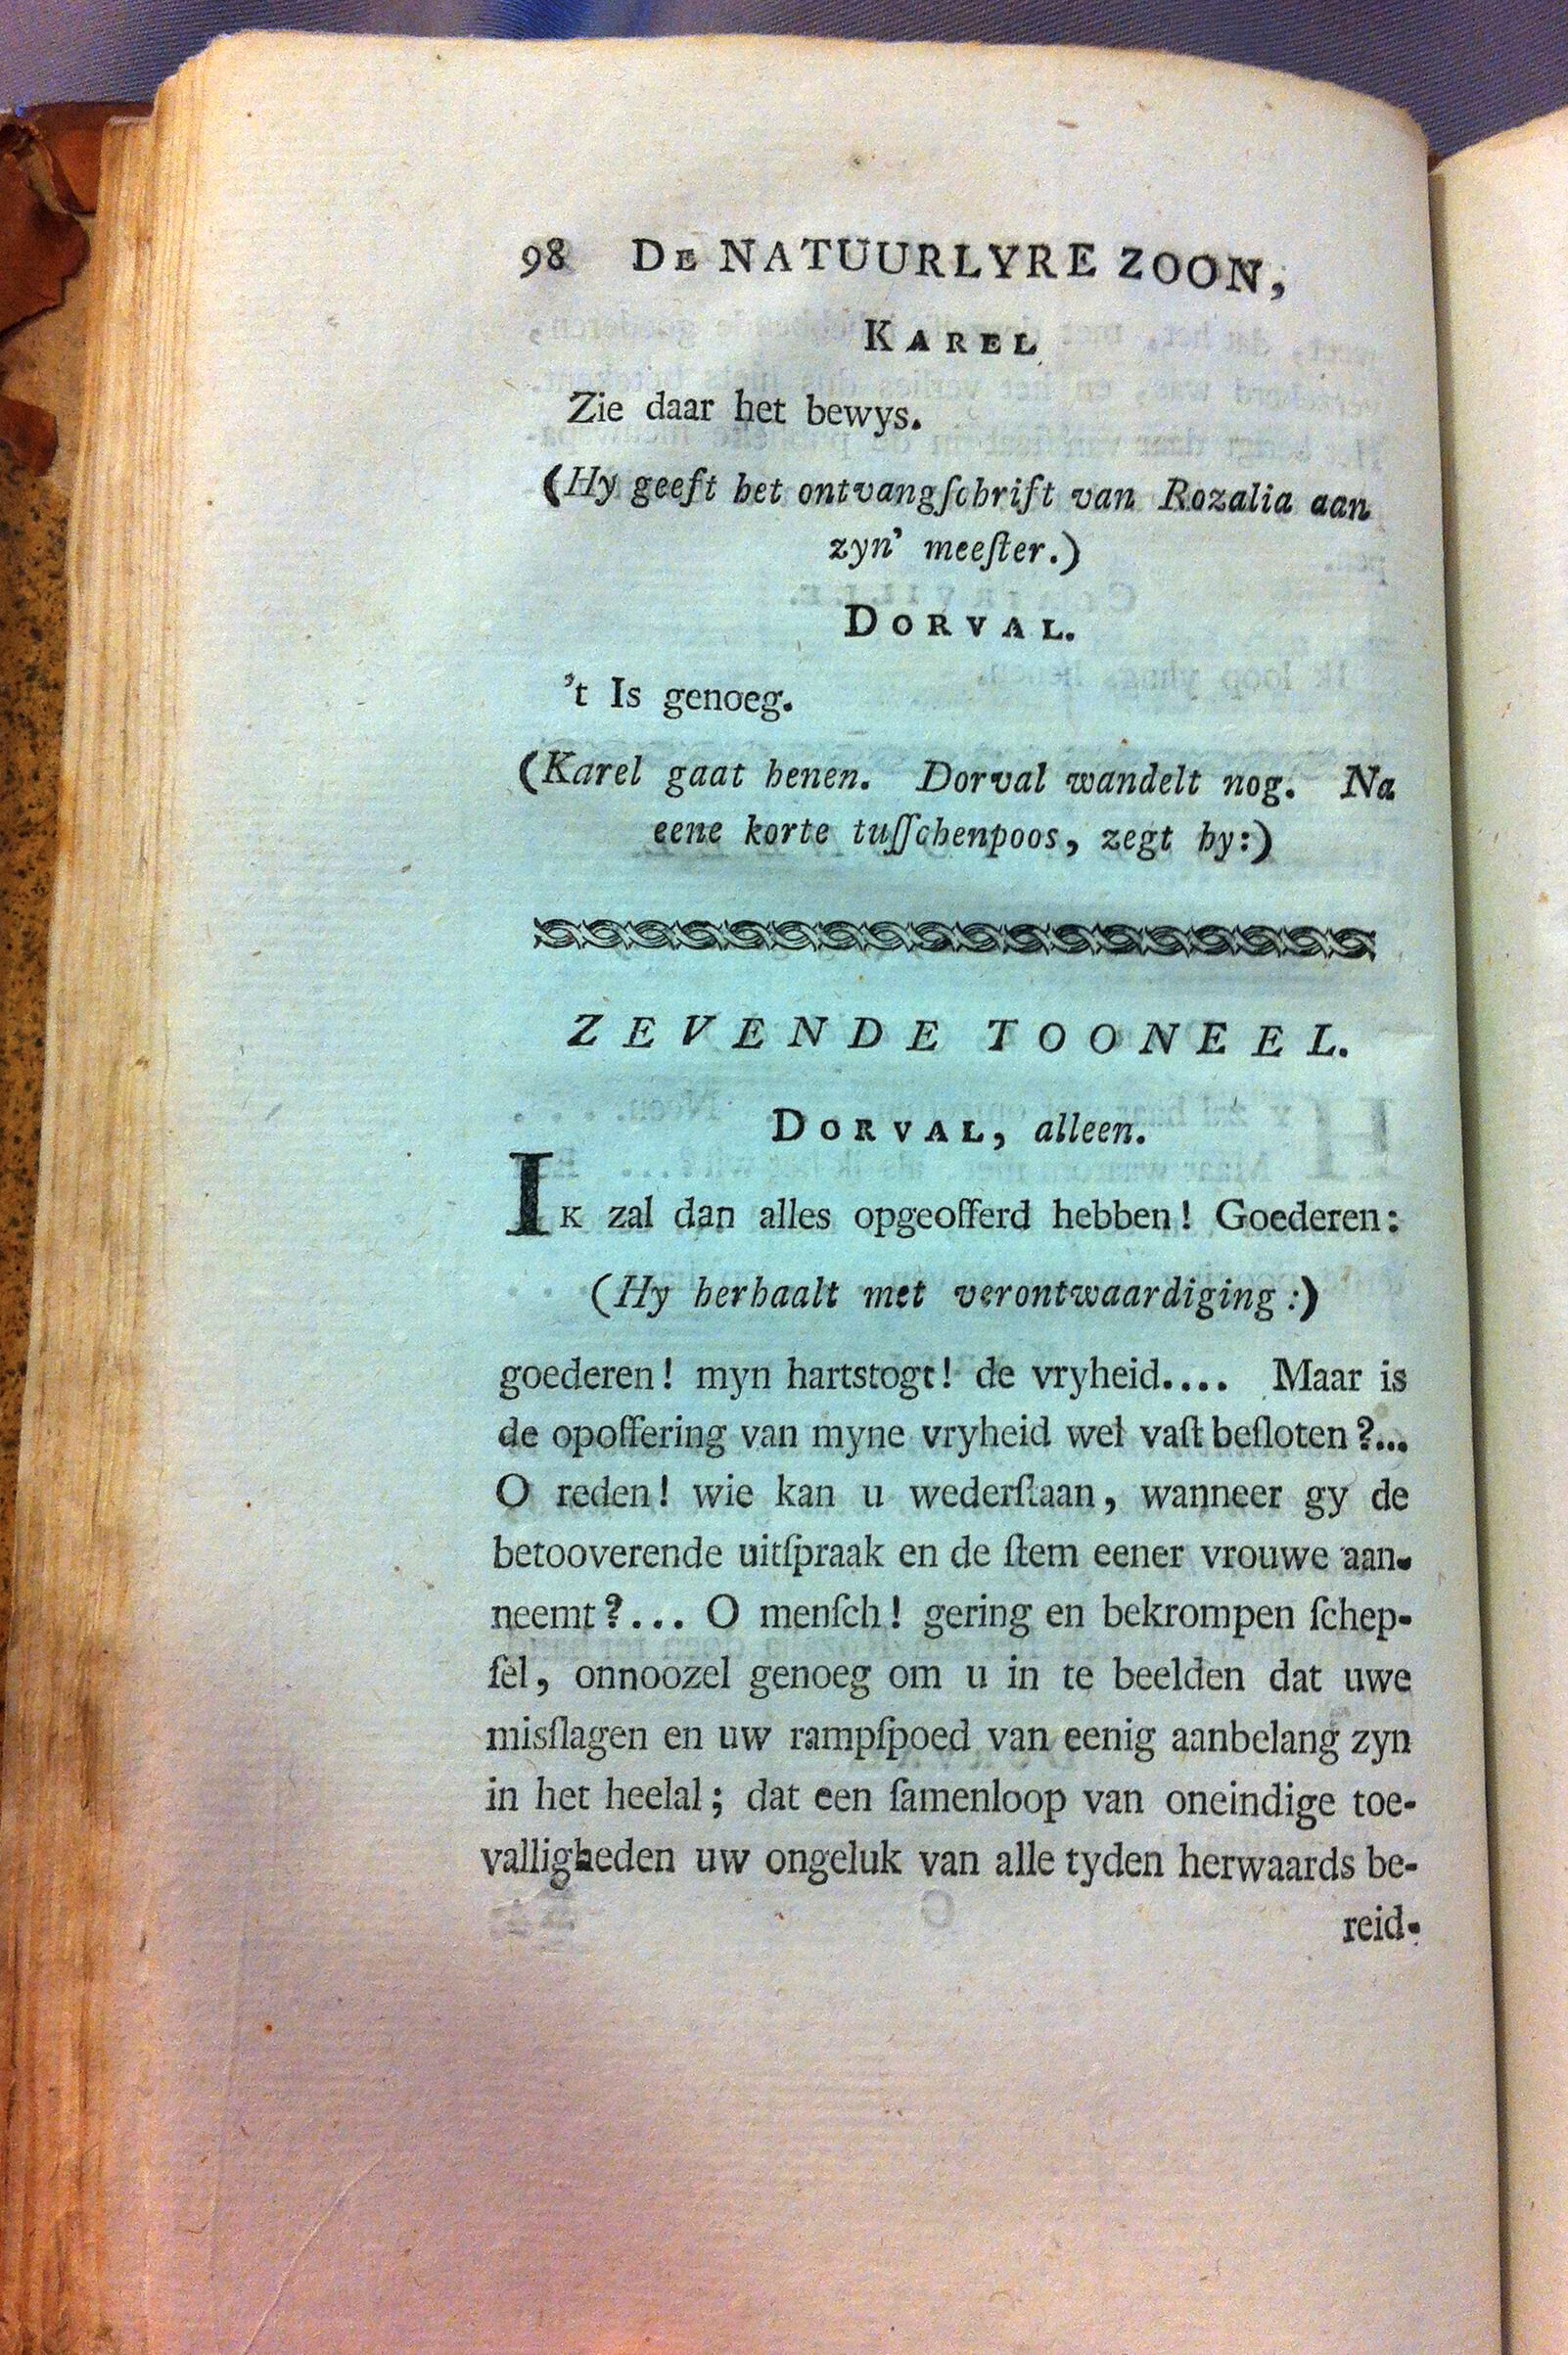 98 DE NATUURLYRE ZOON,
KAREL
Zie daar het bewys.
(Hy geeft het ontvangſchrift van Rozalia aan
zyn' meeſter.)
DORVAL.
't Is genoeg.
(Karel gaat henen. Dorval wandelt nog. Na
eene korte tuſſchenpoos, zegt hy:)
ZEVENDE TOONEEL.
DORVAL, alleen.
IK zal dan alles opgeofferd hebben! Goederen:
(Hy herhaalt met verontwaardiging:)
goederen! myn hartstogt! de vryheid.... Maar is
de opoffering van myne vryheid wel vaſt beſloten?...
O reden! wie kan u wederſtaan, wanneer gy de
betooverende uitſpraak en de ſtem eener vrouwe aan-
neemt?... O menſch! gering en bekrompen ſchep-
ſel, onnoozel genoeg om u in te beelden dat uwe
misſlagen en uw rampſpoed van eenig aanbelang zyn
in het heelal; dat een ſamenloop van oneindige toe-
valligheden uw ongeluk van alle tyden herwaards be-
reid-